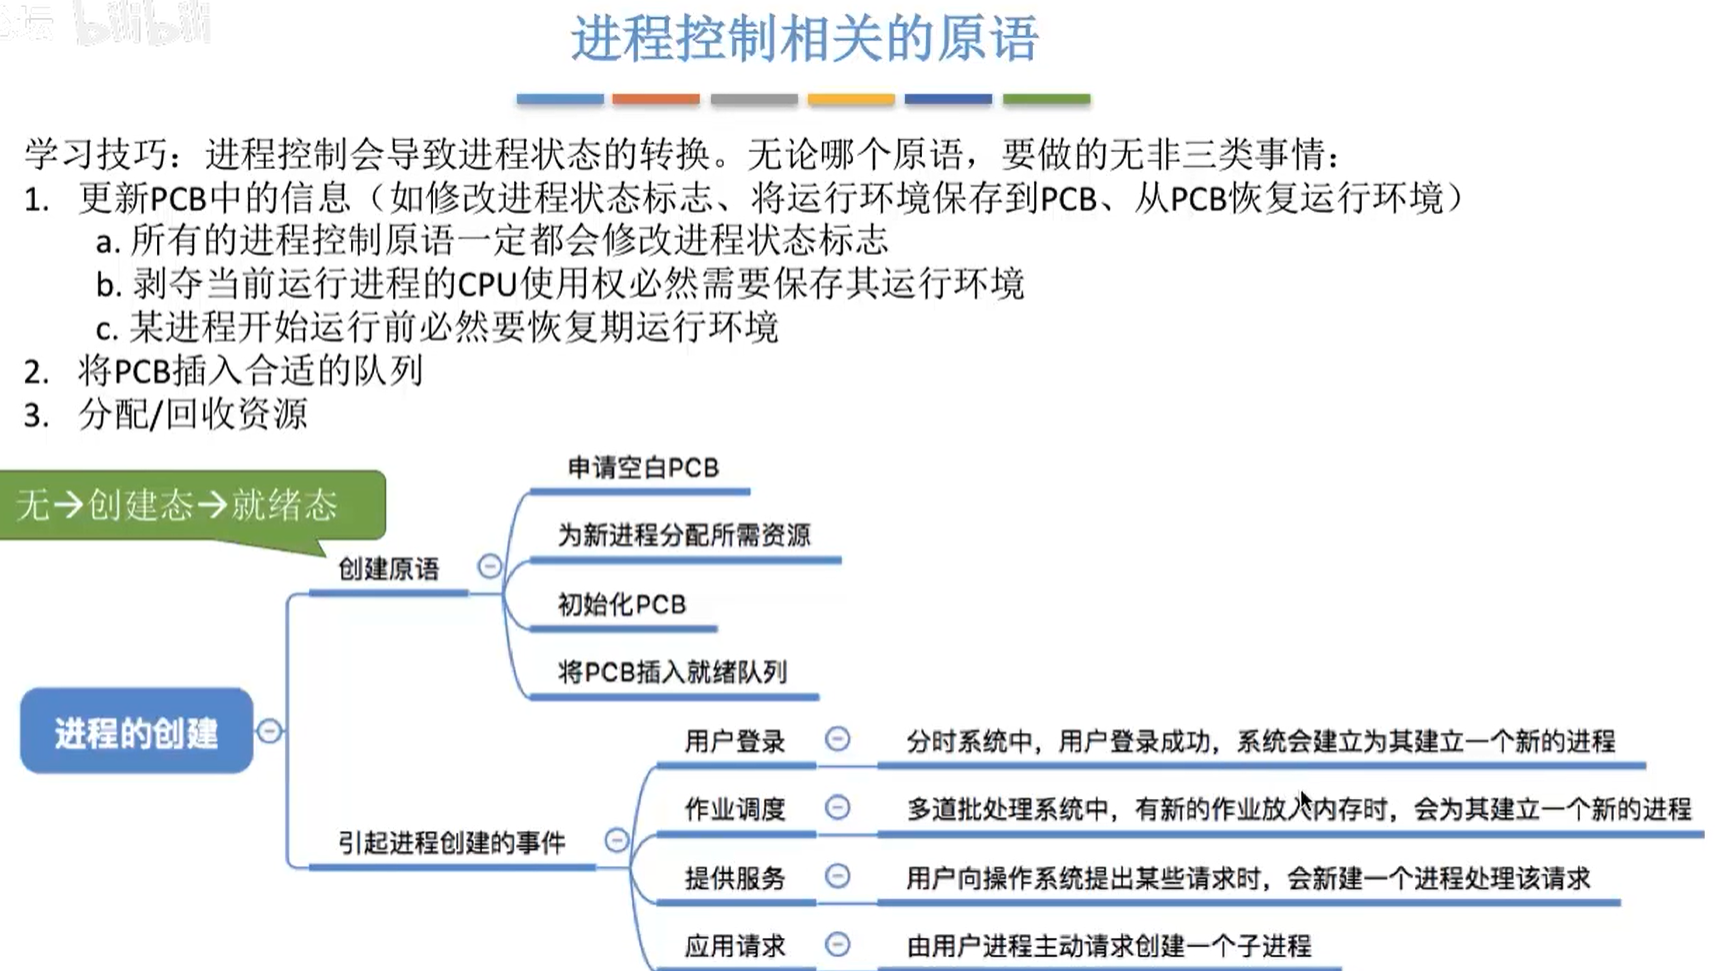 论坛 bilibili
进程控制相关的原语
学习技巧：进程控制会导致进程状态的转换。无论哪个原语，要做的无非三类事情：
1. 更新PCB中的信息（如修改进程状态标志、将运行环境保存到PCB、从PCB恢复运行环境）
a. 所有的进程控制原语一定都会修改进程状态标志
b. 剥夺当前运行进程的CPU使用权必然需要保存其运行环境
c. 某进程开始运行前必然要恢复期运行环境
2. 将PCB插入合适的队列
3. 分配/回收资源
无→创建态→就绪态
申请空白PCB
为新进程分配所需资源
创建原语
初始化PCB
将PCB插入就绪队列
进程的创建
引起进程创建的事件
用户登录 分时系统中，用户登录成功，系统会建立为其建立一个新的进程
作业调度 多道批处理系统中，有新的作业放入内存时，会为其建立一个新的进程
提供服务 用户向操作系统提出某些请求时，会新建一个进程处理该请求
应用请求 由用户进程主动请求创建一个子进程